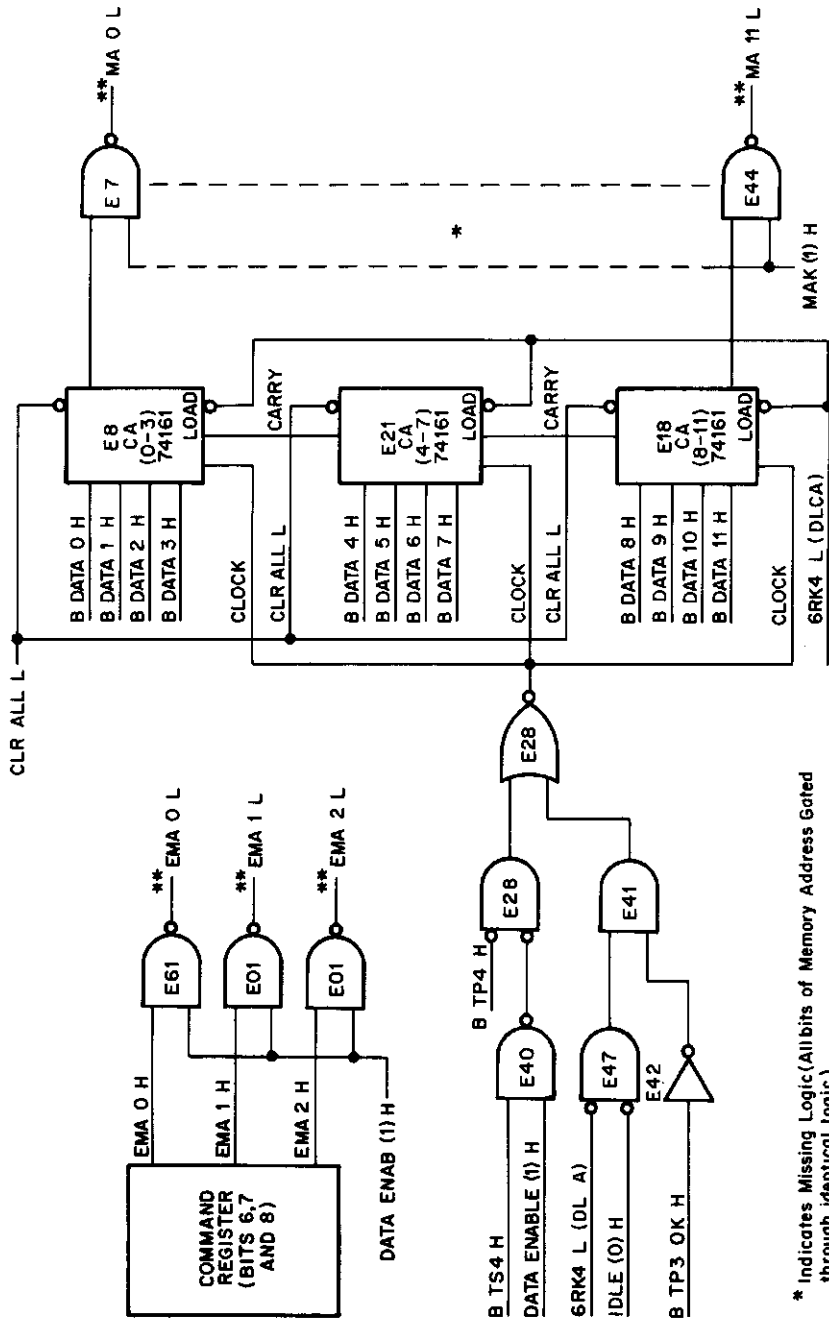 CLR ALL L
COMMAND
REGISTER
(BITS 6,7
AND 8)
EMA 0 H
EMA 1 H
EMA 2 H
E61
E01
E01
** EMA 0 L
** EMA 1 L
** EMA 2 L
DATA ENAB (1) H
B DATA 0 H
B DATA 1 H
B DATA 2 H
B DATA 3 H
E8
CA
(0-3)
74161
LOAD
CLOCK
CARRY
CLR ALL L
B DATA 4 H
B DATA 5 H
B DATA 6 H
B DATA 7 H
E21
CA
(4-7)
74161
LOAD
CLOCK
CARRY
CLR ALL L
B DATA 8 H
B DATA 9 H
B DATA 10 H
B DATA 11 H
E18
CA
(8-11)
74161
LOAD
CLOCK
6RK4 L (DLCA)
E7
** MA 0 L
*
E44
** MA 11 L
MAK (1) H
B TS4 H
DATA ENABLE (1) H
E40
B TP4 H
E28
E28
6RK4 L (DL A)
IDLE (0) H
E47
E41
E42
B TP3 OK H
* Indicates Missing Logic (All bits of Memory Address Gated
through identical logic)